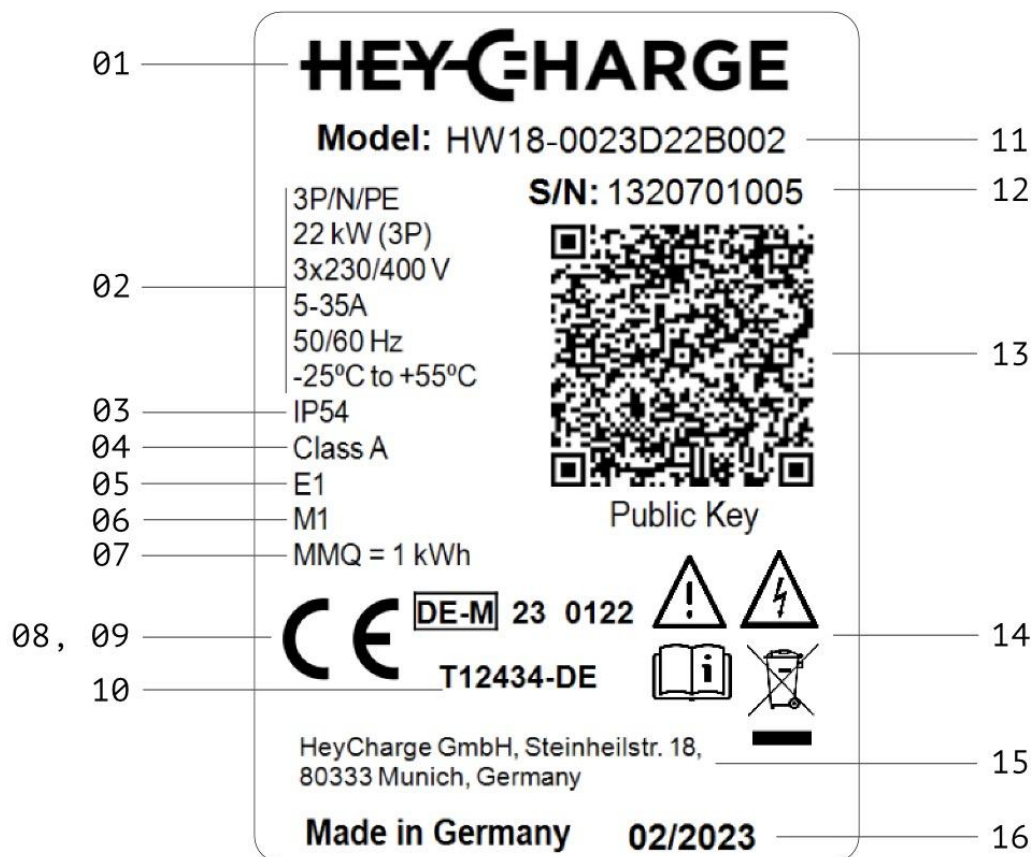 01
HEYCHARGE
Model: HW18-0023D22B002
11
S/N: 1320701005
12
02
3P/N/PE
22 kW (3P)
3x230/400 V
5-35A
50/60 Hz
-25ºC to +55ºC
13
03
IP54
04
Class A
05
E1
06
M1
07
MMQ = 1 kWh
Public Key
08, 09
CE
DE-M 23 0122
14
10
T12434-DE
i
HeyCharge GmbH, Steinheilstr. 18,
80333 Munich, Germany
15
Made in Germany 02/2023
16